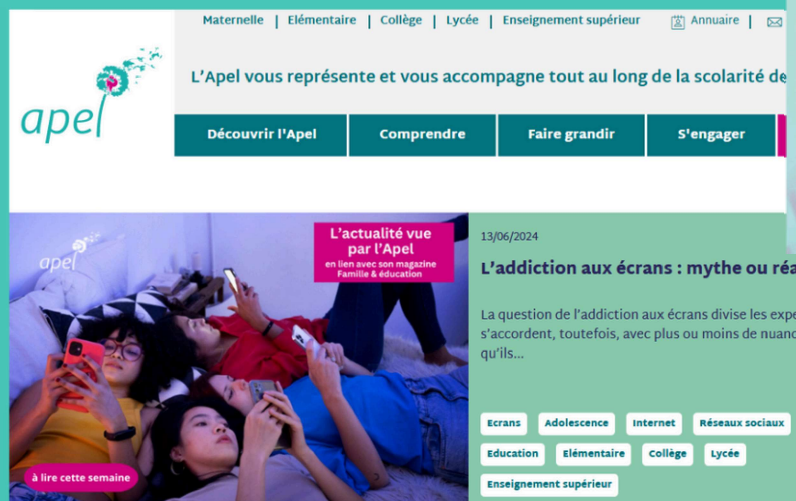 Maternelle | Elémentaire | Collège | Lycée | Enseignement supérieur Annuaire |
L'Apel vous représente et vous accompagne tout au long de la scolarité de
apel
Découvrir l'Apel Comprendre Faire grandir S'engager
apel
L'actualité vue
par l'Apel
en lien avec son magazine
Famille & éducation
à lire cette semaine
13/06/2024
L'addiction aux écrans : mythe ou
La question de l'addiction aux écrans divise les
s'accordent, toutefois, avec plus ou moins de
qu'ils...
Ecrans Adolescence Internet Réseaux sociaux
Education Elémentaire Collège Lycée
Enseignement supérieur